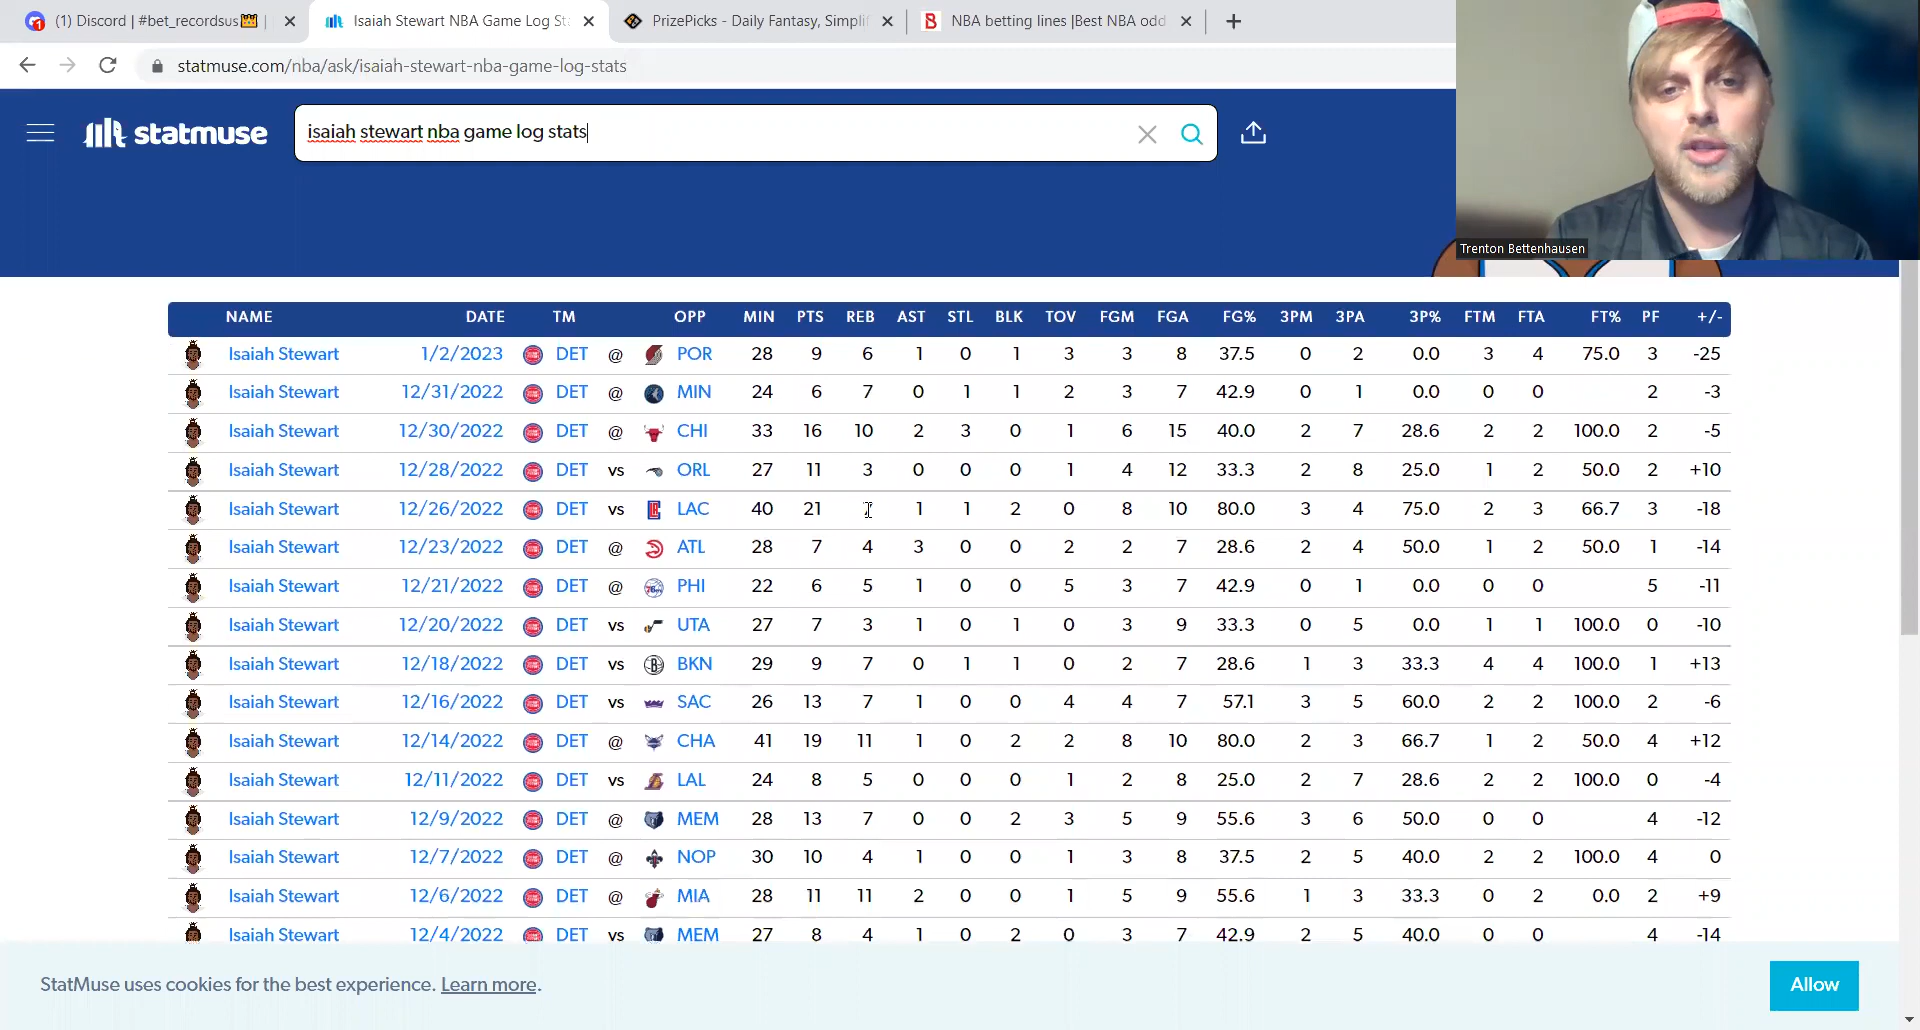 (1) Discord | #bet_recordsus👑 |
Isaiah Stewart NBA Game Log St
PrizePicks - Daily Fantasy, Simplif
NBA betting lines |Best NBA odd
statmuse.com/nba/ask/isaiah-stewart-nba-game-log-stats
statmuse
isaiah stewart nba game log stats
Trenton Bettenhausen
NAME DATE TM OPP MIN PTS REB AST STL BLK TOV FGM FGA FG% 3PM 3PA 3P% FTM FTA FT% PF +/-
Isaiah Stewart 1/2/2023 DET @ POR 28 9 6 1 0 1 3 3 8 37.5 0 2 0.0 3 4 75.0 3 -25
Isaiah Stewart 12/31/2022 DET @ MIN 24 6 7 0 1 1 2 3 7 42.9 0 1 0.0 0 0 2 -3
Isaiah Stewart 12/30/2022 DET @ CHI 33 16 10 2 3 0 1 6 15 40.0 2 7 28.6 2 2 100.0 2 -5
Isaiah Stewart 12/28/2022 DET vs ORL 27 11 3 0 0 0 1 4 12 33.3 2 8 25.0 1 2 50.0 2 +10
Isaiah Stewart 12/26/2022 DET vs LAC 40 21 7 1 1 2 0 8 10 80.0 3 4 75.0 2 3 66.7 3 -18
Isaiah Stewart 12/23/2022 DET @ ATL 28 7 4 3 0 0 2 2 7 28.6 2 4 50.0 1 2 50.0 1 -14
Isaiah Stewart 12/21/2022 DET @ PHI 22 6 5 1 0 0 5 3 7 42.9 0 1 0.0 0 0 5 -11
Isaiah Stewart 12/20/2022 DET vs UTA 27 7 3 1 0 1 0 3 9 33.3 0 5 0.0 1 1 100.0 0 -10
Isaiah Stewart 12/18/2022 DET vs BKN 29 9 7 0 1 1 0 2 7 28.6 1 3 33.3 4 4 100.0 1 +13
Isaiah Stewart 12/16/2022 DET vs SAC 26 13 7 1 0 0 4 4 7 57.1 3 5 60.0 2 2 100.0 2 -6
Isaiah Stewart 12/14/2022 DET @ CHA 41 19 11 1 0 2 2 8 10 80.0 2 3 66.7 1 2 50.0 4 +12
Isaiah Stewart 12/11/2022 DET vs LAL 24 8 5 0 0 0 1 2 8 25.0 2 7 28.6 2 2 100.0 0 -4
Isaiah Stewart 12/9/2022 DET @ MEM 28 13 7 0 0 2 3 5 9 55.6 3 6 50.0 0 0 4 -12
Isaiah Stewart 12/7/2022 DET @ NOP 30 10 4 1 0 0 1 3 8 37.5 2 5 40.0 2 2 100.0 4 0
Isaiah Stewart 12/6/2022 DET @ MIA 28 11 11 2 0 0 1 5 9 55.6 1 3 33.3 0 2 0.0 2 +9
Isaiah Stewart 12/4/2022 DET vs MEM 27 8 4 1 0 2 0 3 7 42.9 2 5 40.0 0 0 4 -14
StatMuse uses cookies for the best experience. Learn more.
Allow